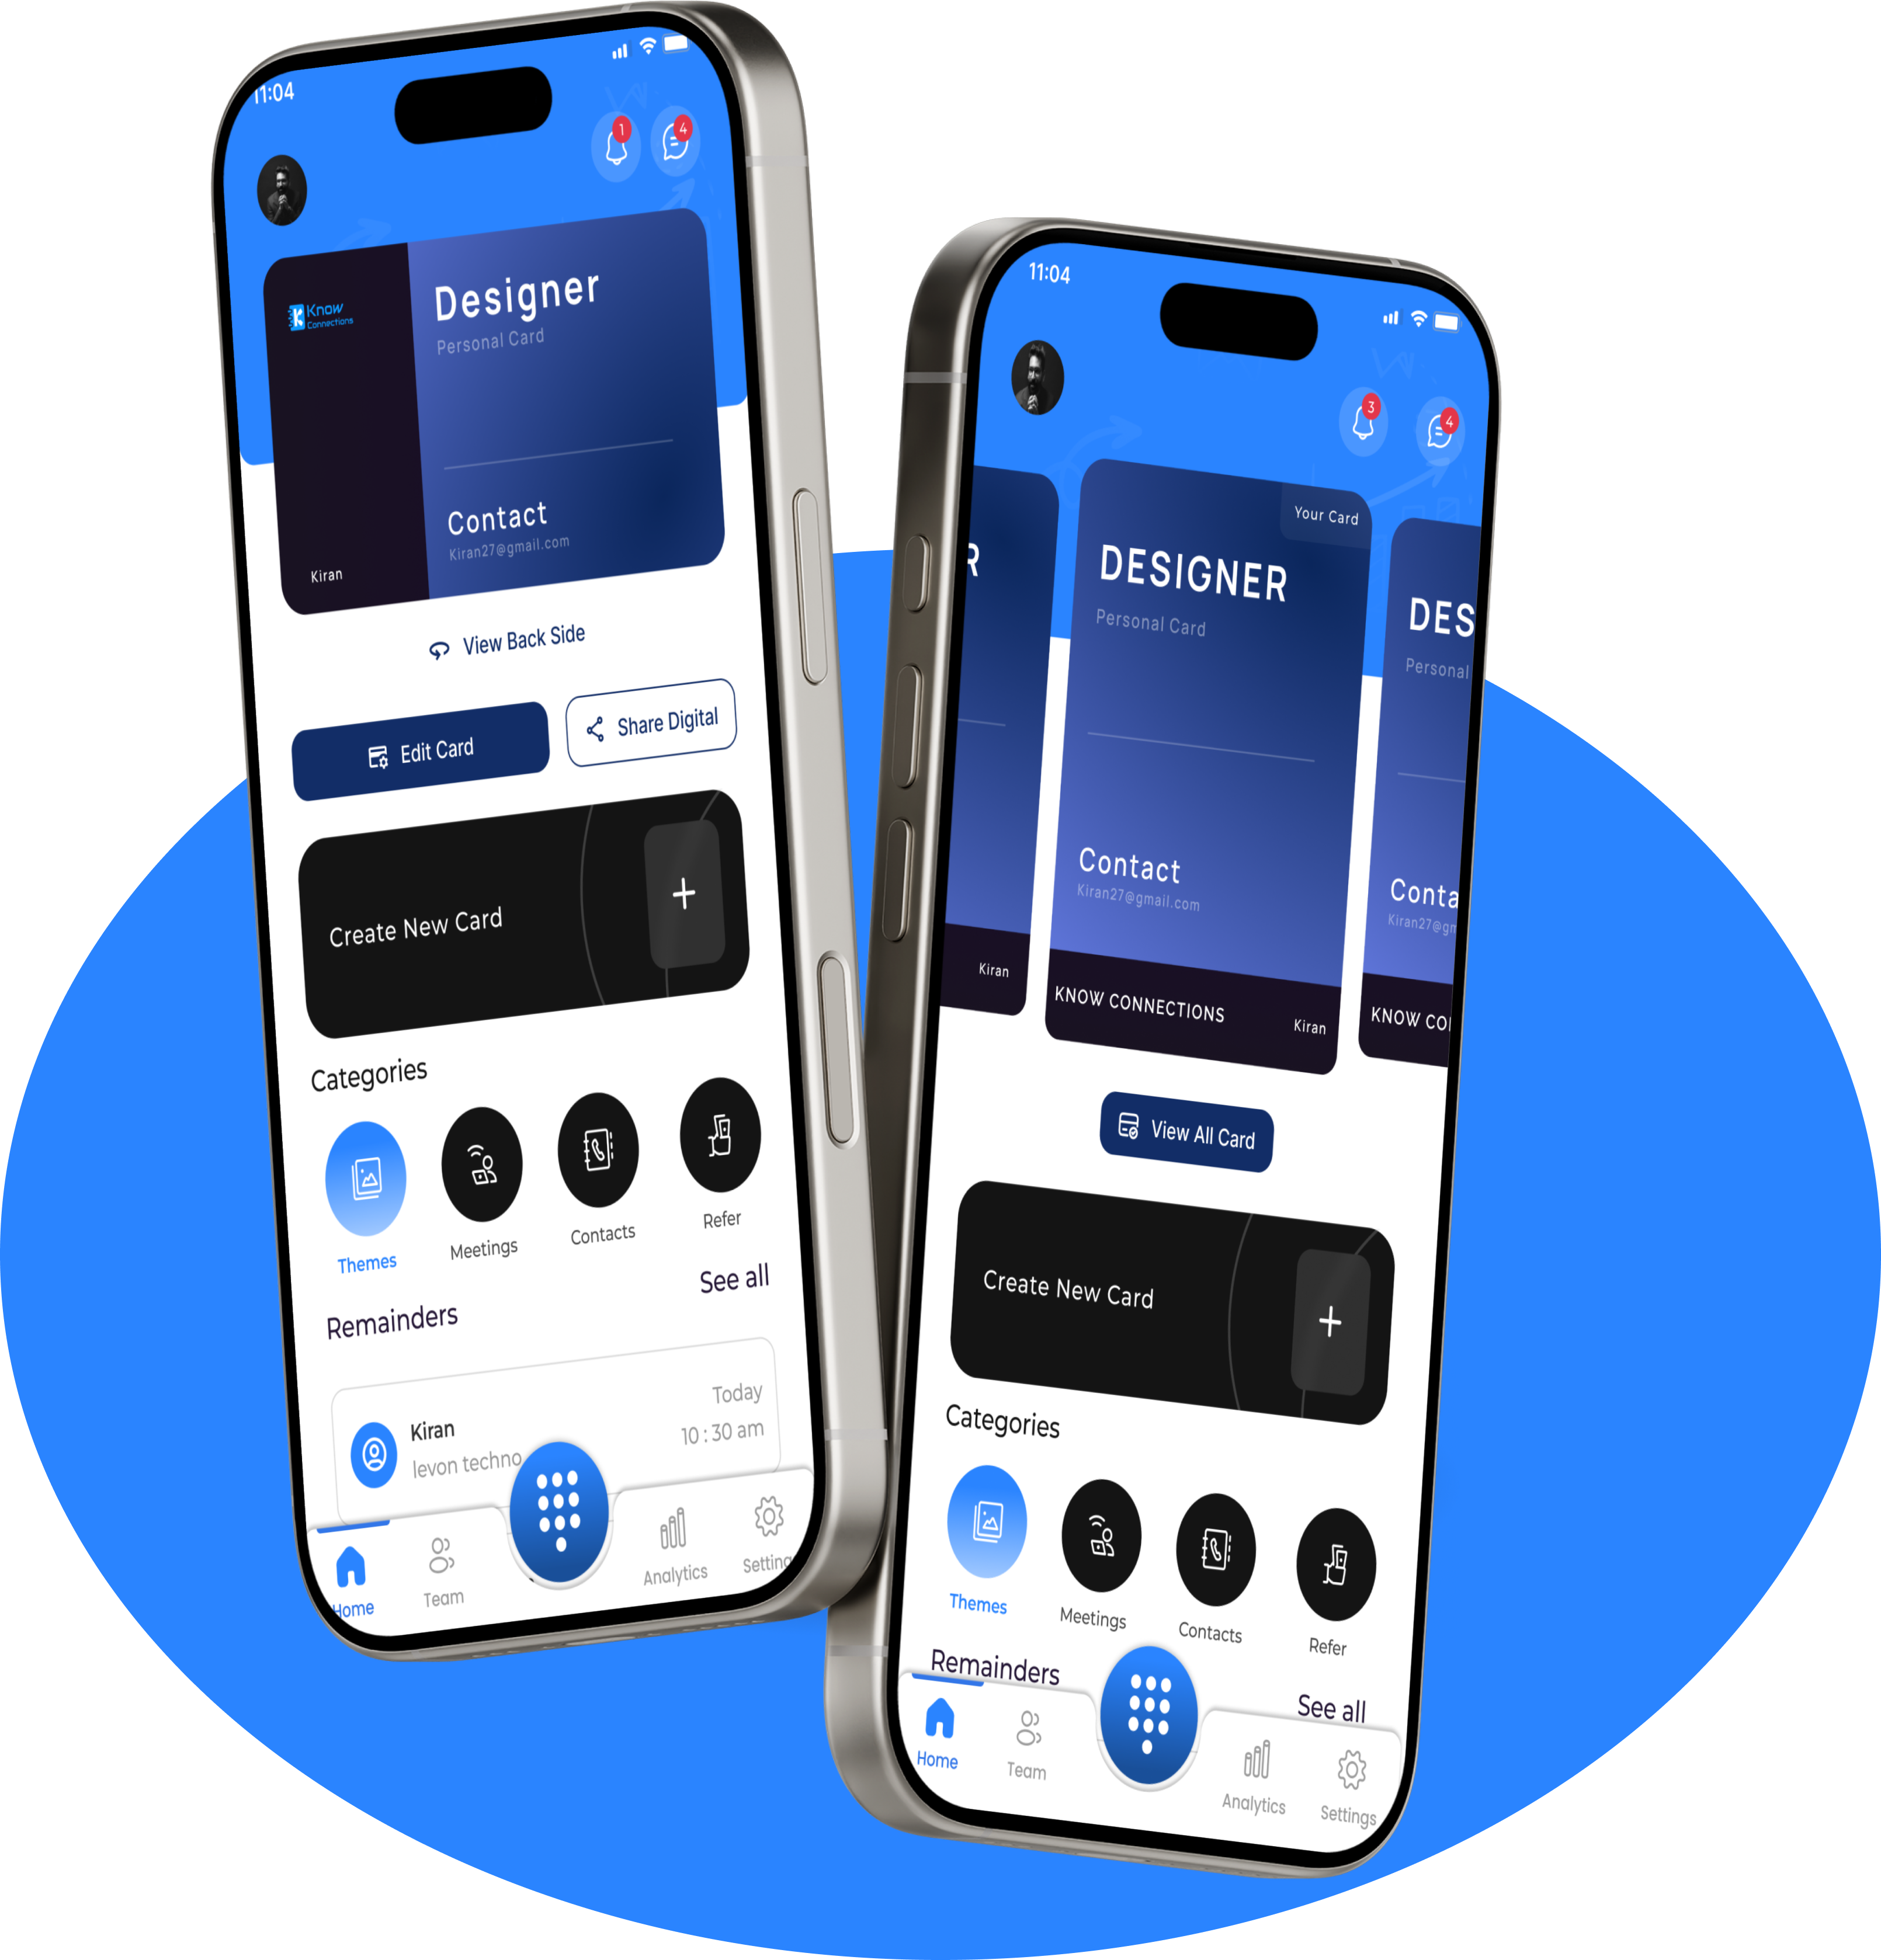 11:04
1
4
Know
Connections
Designer
Personal Card
Contact
Kiran27@gmail.com
Kiran
View Back Side
Edit Card
Share Digital
Create New Card
+
Categories
Themes
Meetings
Contacts
Refer
Remainders
See all
Kiran
levon techno
Today
10 : 30 am
Home
Team
Analytics
Setting
11:04
3
4
R
Kiran
Your Card
DESIGNER
Personal Card
Contact
Kiran27@gmail.com
KNOW CONNECTIONS
Kiran
DES
Personal
Conta
Kiran27@gm
KNOW CO
View All Card
Create New Card
+
Categories
Themes
Meetings
Contacts
Refer
Remainders
See all
Home
Team
Analytics
Settings